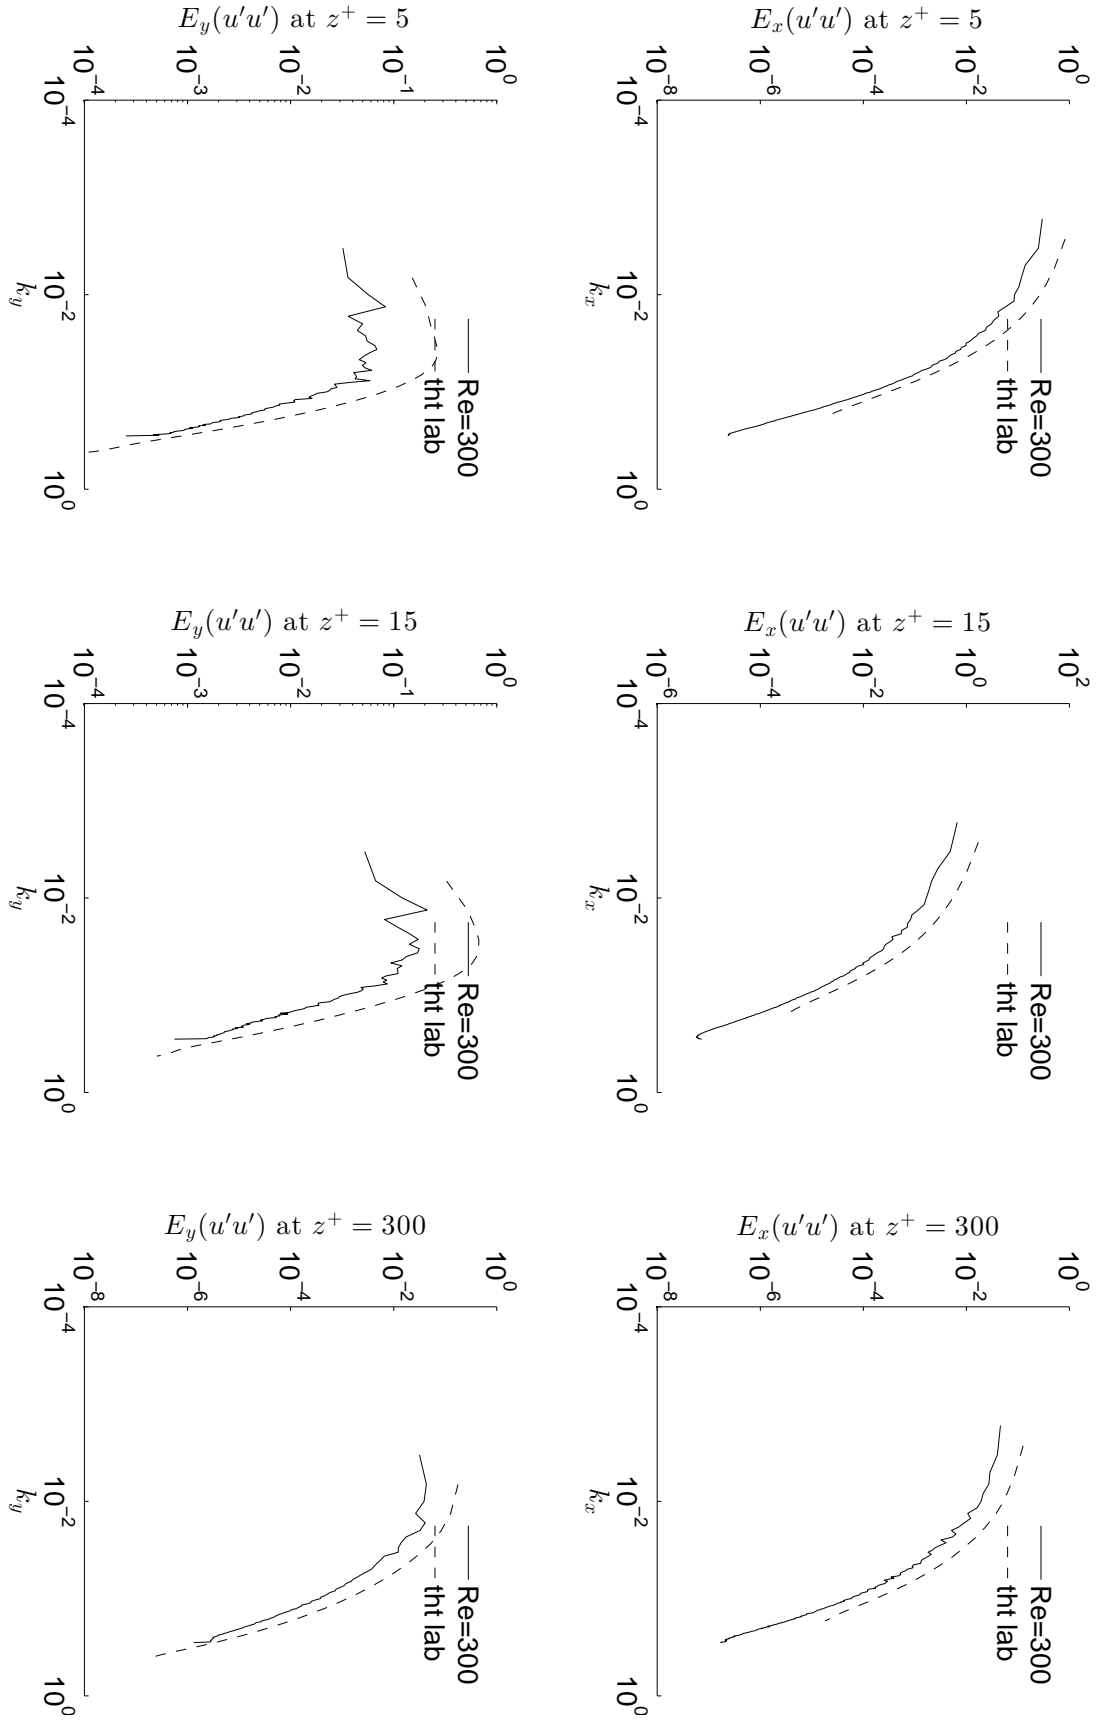 E_x(u'u') at z^+ = 5
10^0
10^−2
10^−4
10^−6
10^−8
10^−4 10^−2 10^0
k_x
Re=300
tht lab
E_x(u'u') at z^+ = 15
10^2
10^0
10^−2
10^−4
10^−6
10^−4 10^−2 10^0
k_x
Re=300
tht lab
E_x(u'u') at z^+ = 300
10^0
10^−2
10^−4
10^−6
10^−8
10^−4 10^−2 10^0
k_x
Re=300
tht lab
E_y(u'u') at z^+ = 5
10^0
10^−1
10^−2
10^−3
10^−4
10^−4 10^−2 10^0
k_y
Re=300
tht lab
E_y(u'u') at z^+ = 15
10^0
10^−1
10^−2
10^−3
10^−4
10^−4 10^−2 10^0
k_y
Re=300
tht lab
E_y(u'u') at z^+ = 300
10^0
10^−2
10^−4
10^−6
10^−8
10^−4 10^−2 10^0
k_y
Re=300
tht lab